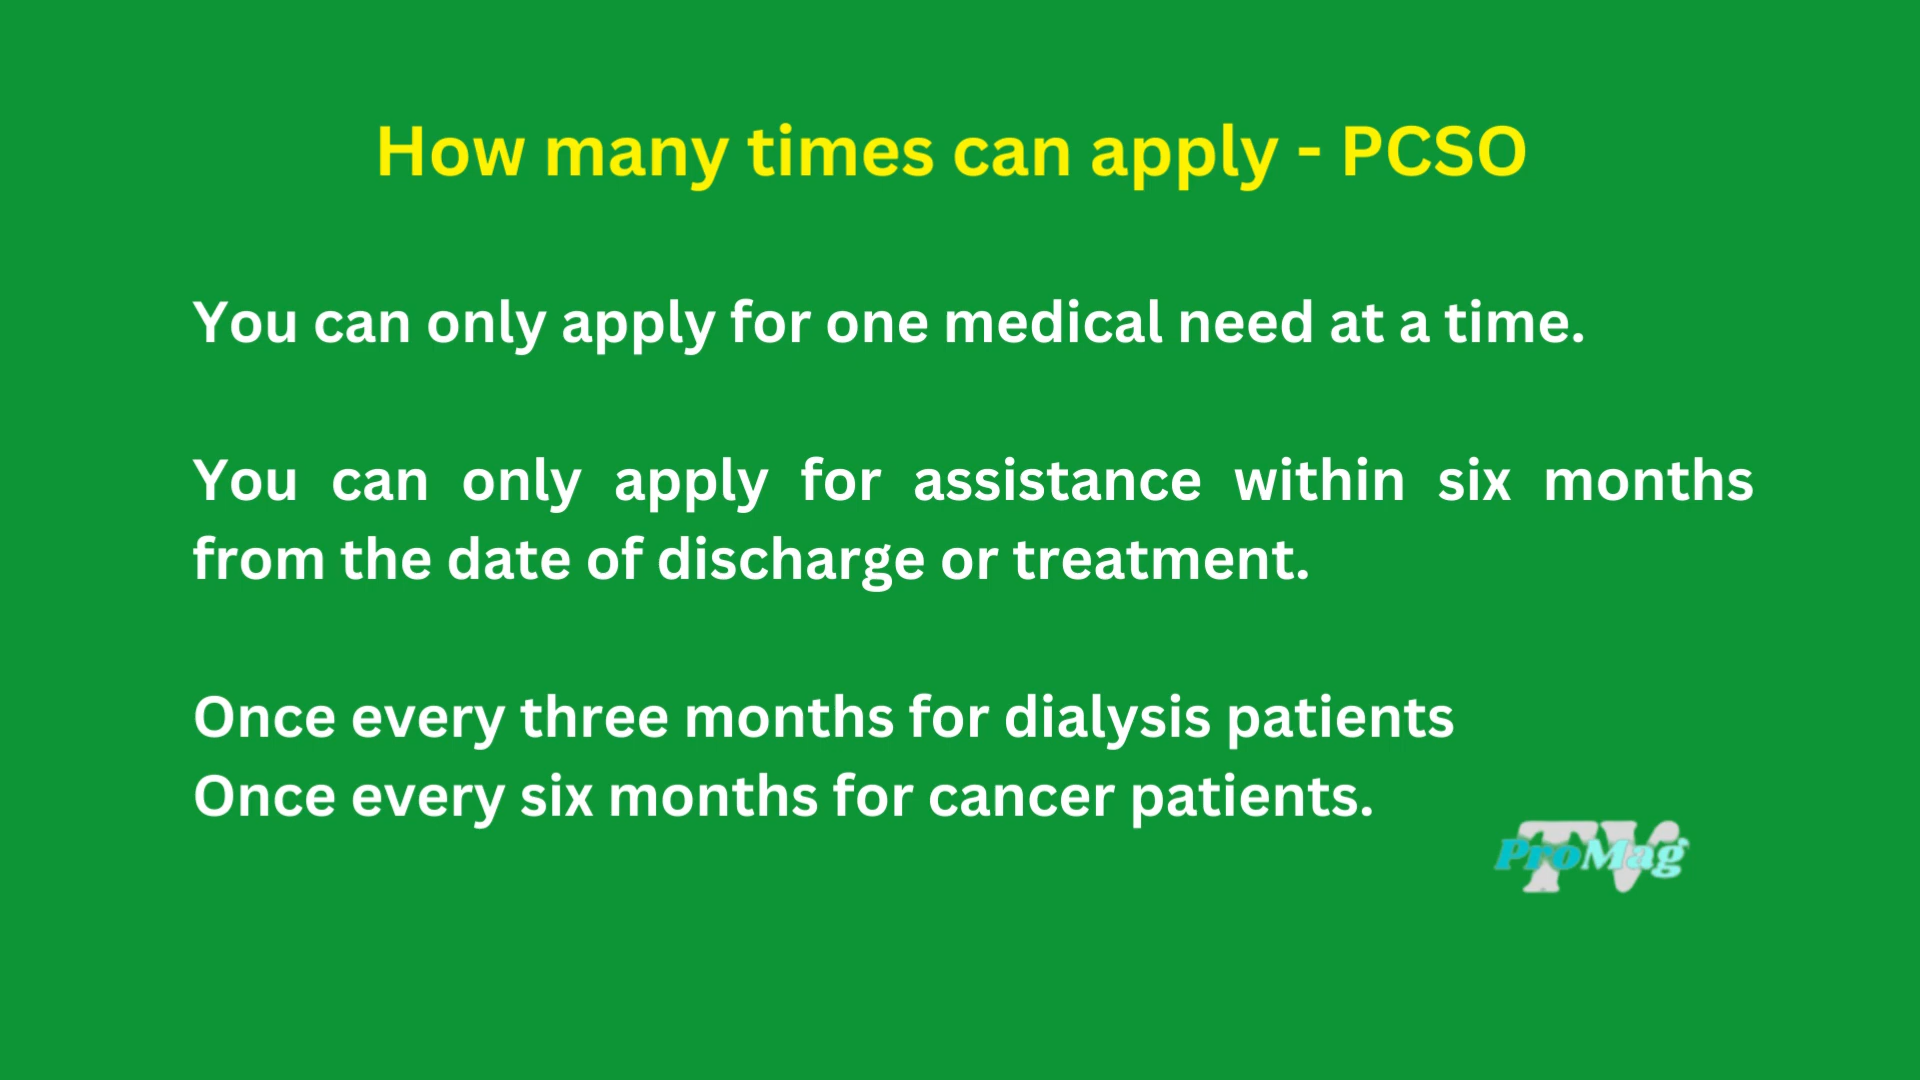 How many times can apply - PCSO
You can only apply for one medical need at a time.
You can only apply for assistance within six months
from the date of discharge or treatment.
Once every three months for dialysis patients
Once every six months for cancer patients.
TV
ProMag